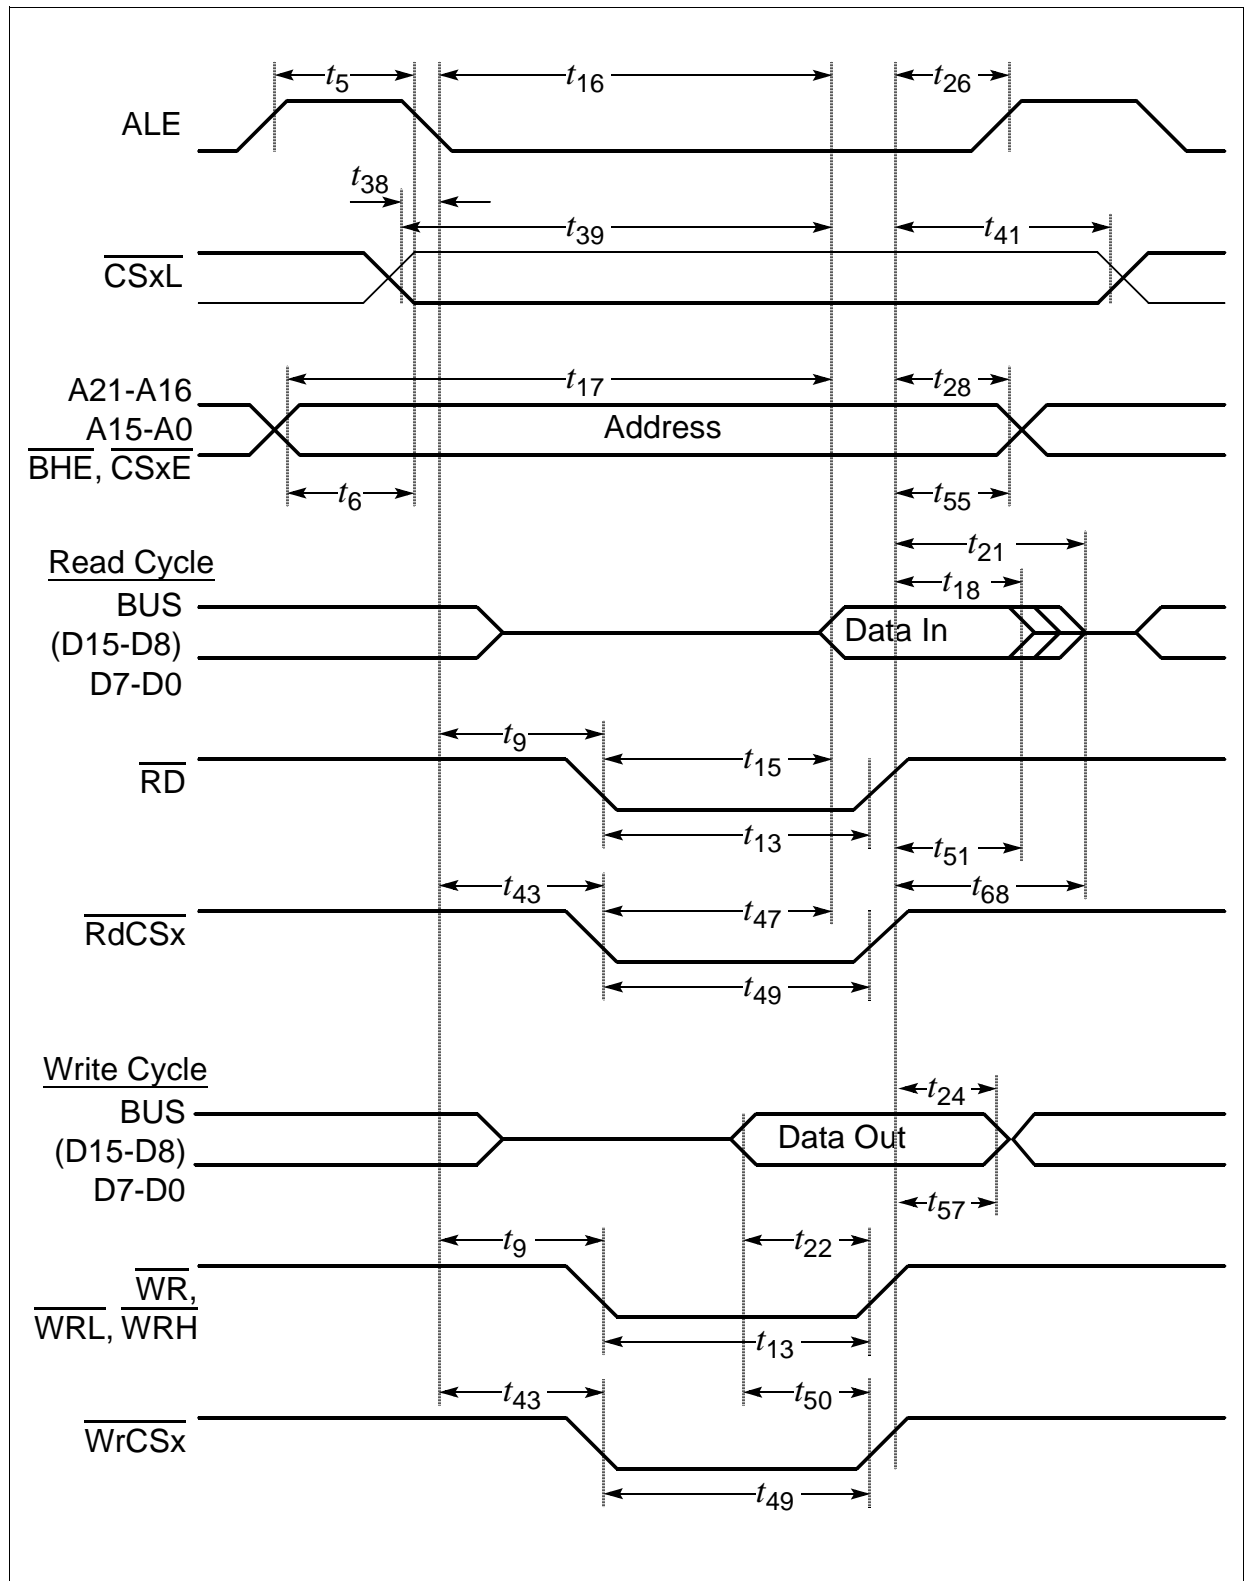 t5 t16 t26
ALE
t38
t39 t41
CSxL
t17 t28
A21-A16
A15-A0 Address
BHE, CSxE
t6 t55
t21
Read Cycle
t18
BUS
(D15-D8) Data In
D7-D0
t9
t15
RD
t13 t51
t43 t68
t47
RdCSx
t49
Write Cycle
t24
BUS
(D15-D8) Data Out
D7-D0
t57
t9 t22
WR,
WRL, WRH
t13
t43 t50
WrCSx
t49